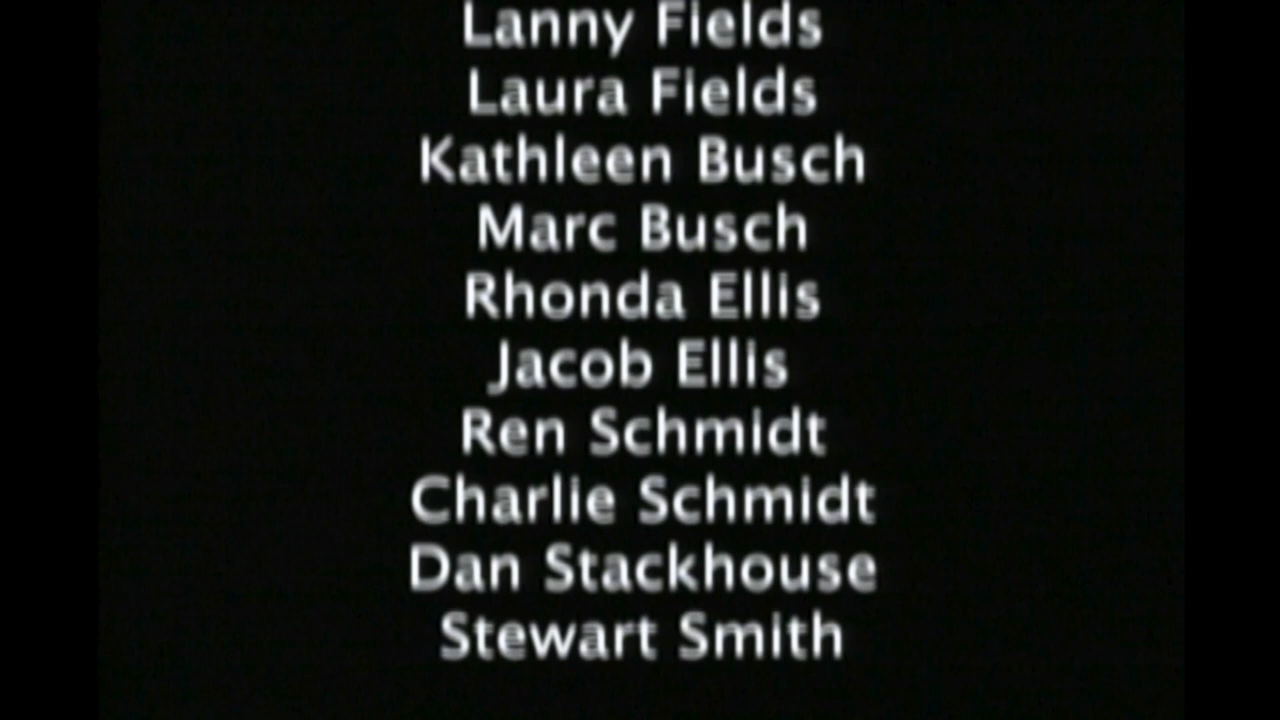 Lanny Fields
Laura Fields
Kathleen Busch
Marc Busch
Rhonda Ellis
Jacob Ellis
Ren Schmidt
Charlie Schmidt
Dan Stackhouse
Stewart Smith